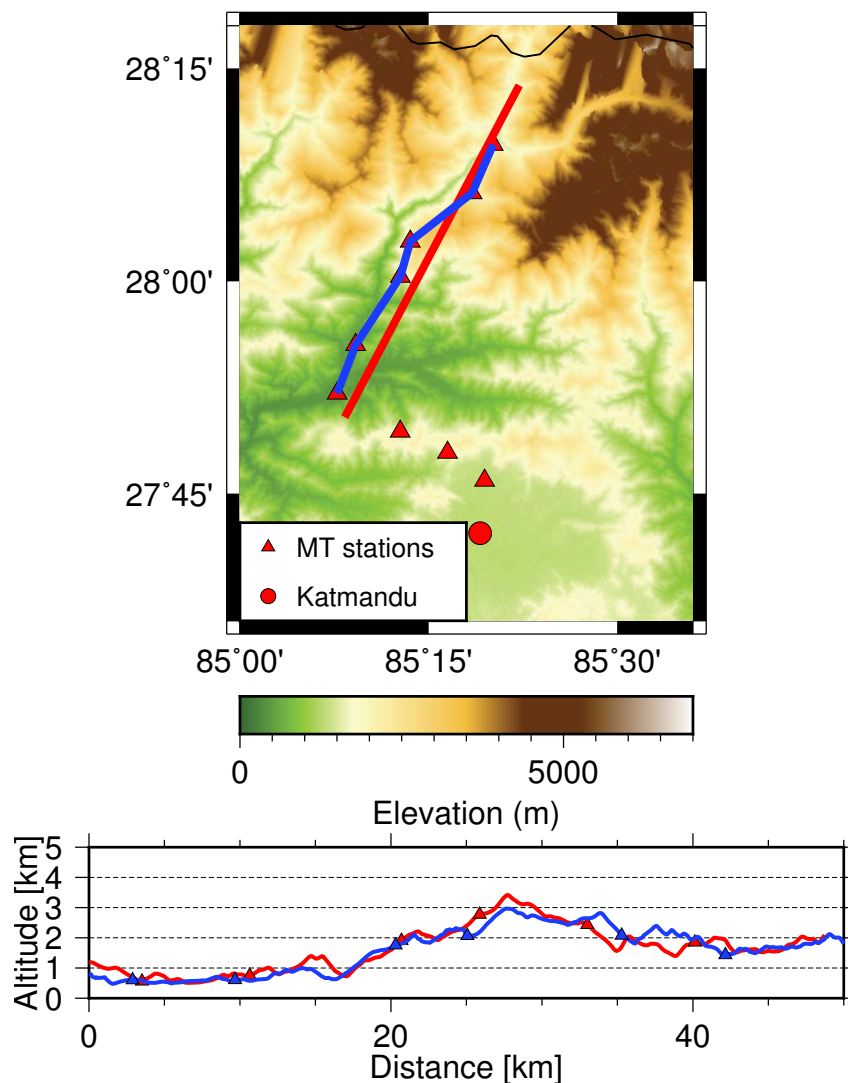 28˚15'
28˚00'
27˚45'
MT stations
Katmandu
85˚00' 85˚15' 85˚30'
0 5000
Elevation (m)
5
4
3
2
1
0
Altitude [km]
0 20 40
Distance [km]